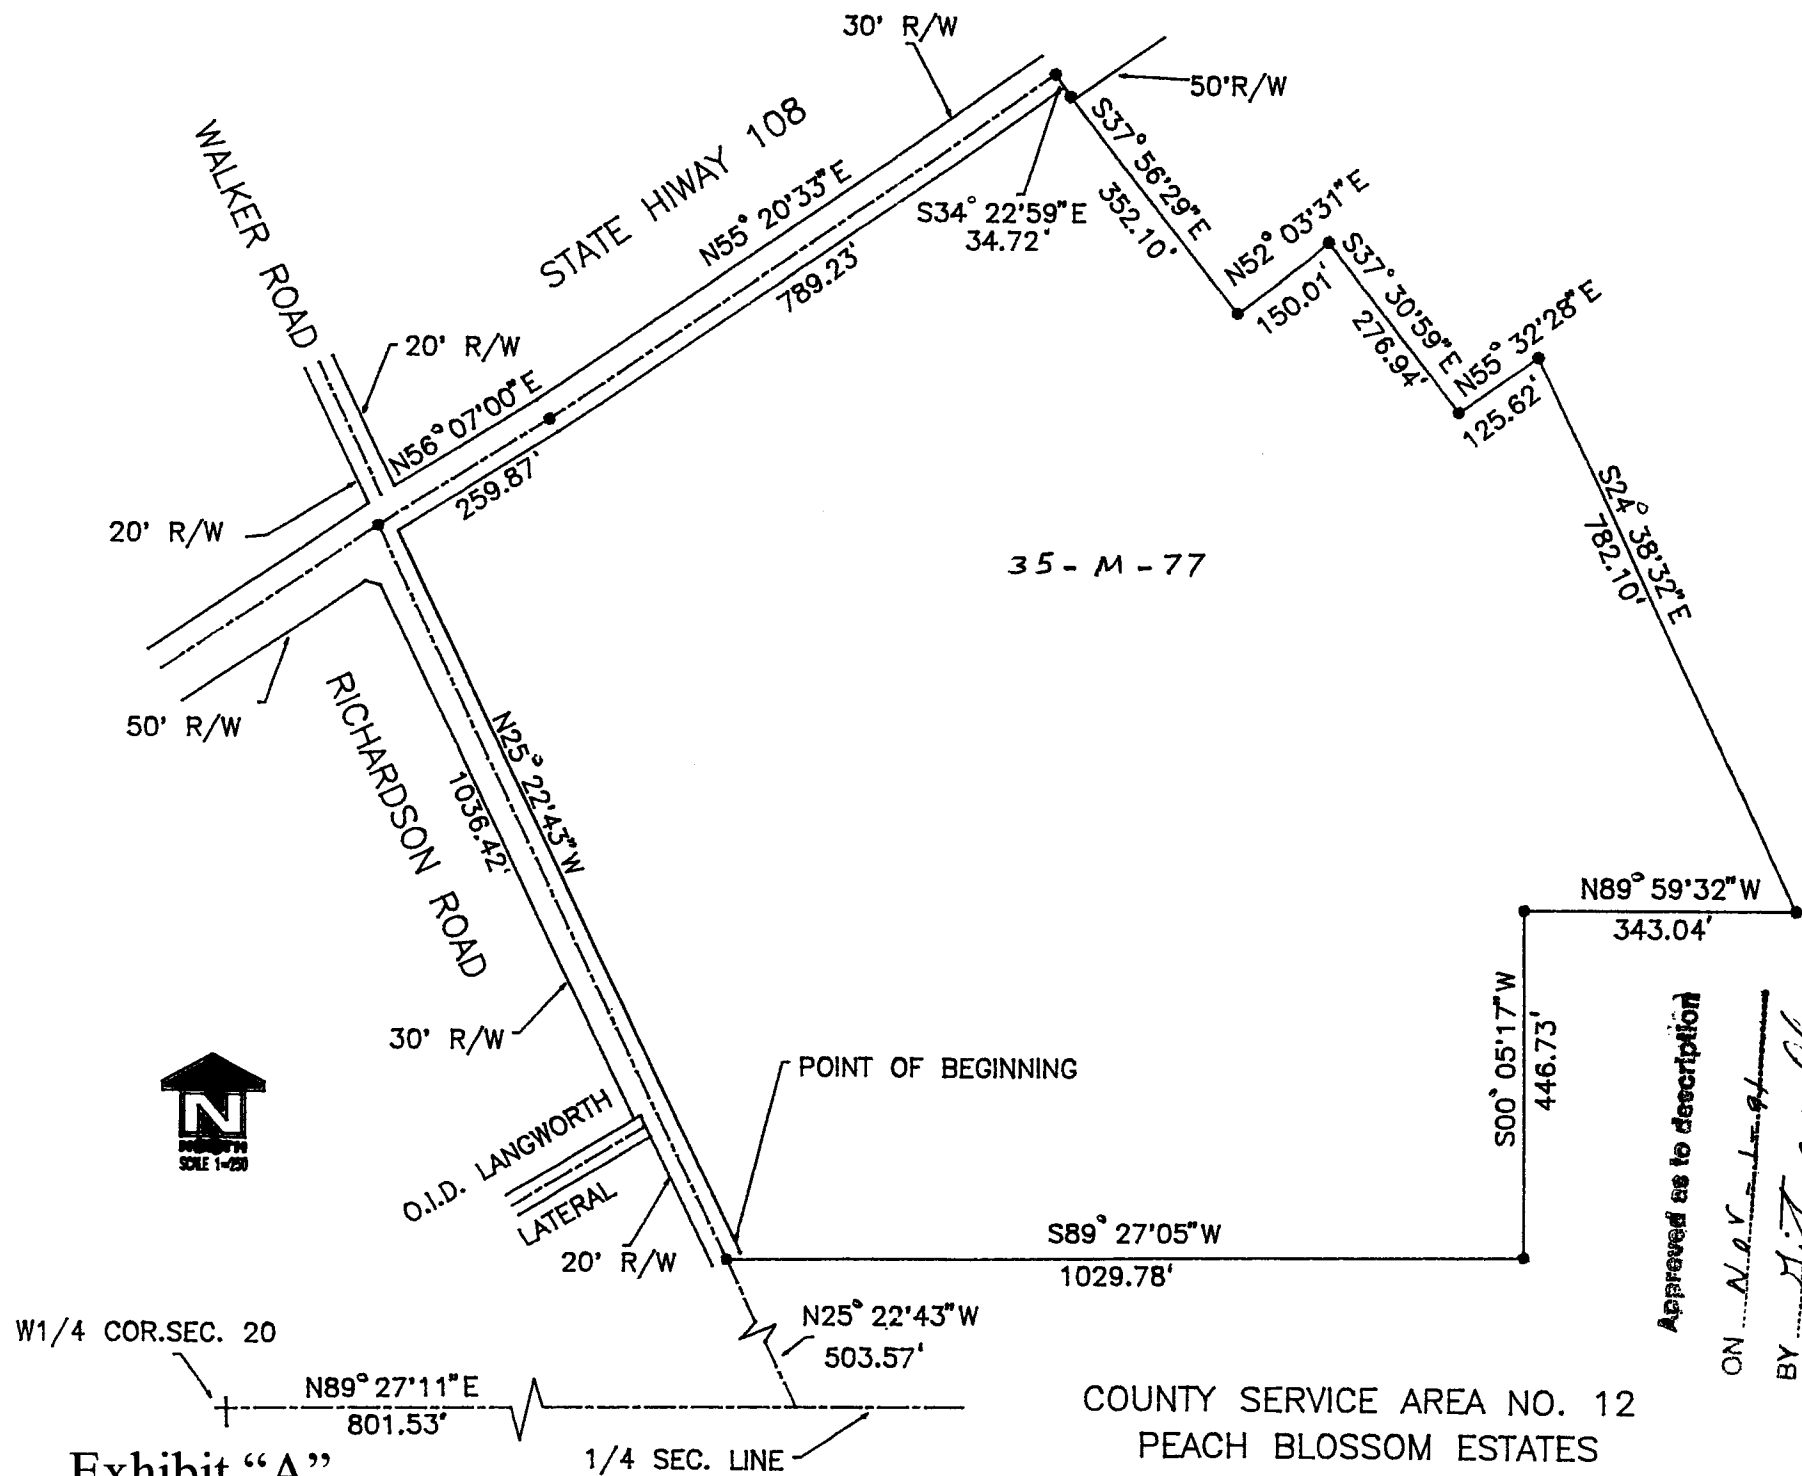 30' R/W
50'R/W
WALKER ROAD
STATE HIWAY 108
N55° 20'33"E
789.23'
S34° 22'59"E
34.72'
S37° 56'29"E
352.10'
N52° 03'31"E
150.01'
S37° 30'59"E
276.94'
N55° 32'28"E
125.62'
20' R/W
N56° 07'00"E
259.87'
20' R/W
50' R/W
S24° 38'32"E
782.10'
35-M-77
RICHARDSON ROAD
N25° 22'43"W
1036.42'
N89° 59'32"W
343.04'
S00° 05'17"W
446.73'
30' R/W
POINT OF BEGINNING
N
SCALE 1=250
O.I.D. LANGWORTH
LATERAL
20' R/W
S89° 27'05"W
1029.78'
N25° 22'43"W
503.57'
W1/4 COR.SEC. 20
N89° 27'11"E
801.53'
1/4 SEC. LINE
Approved as to description
ON Nov-1-91
BY
COUNTY SERVICE AREA NO. 12
PEACH BLOSSOM ESTATES
Exhibit “A”